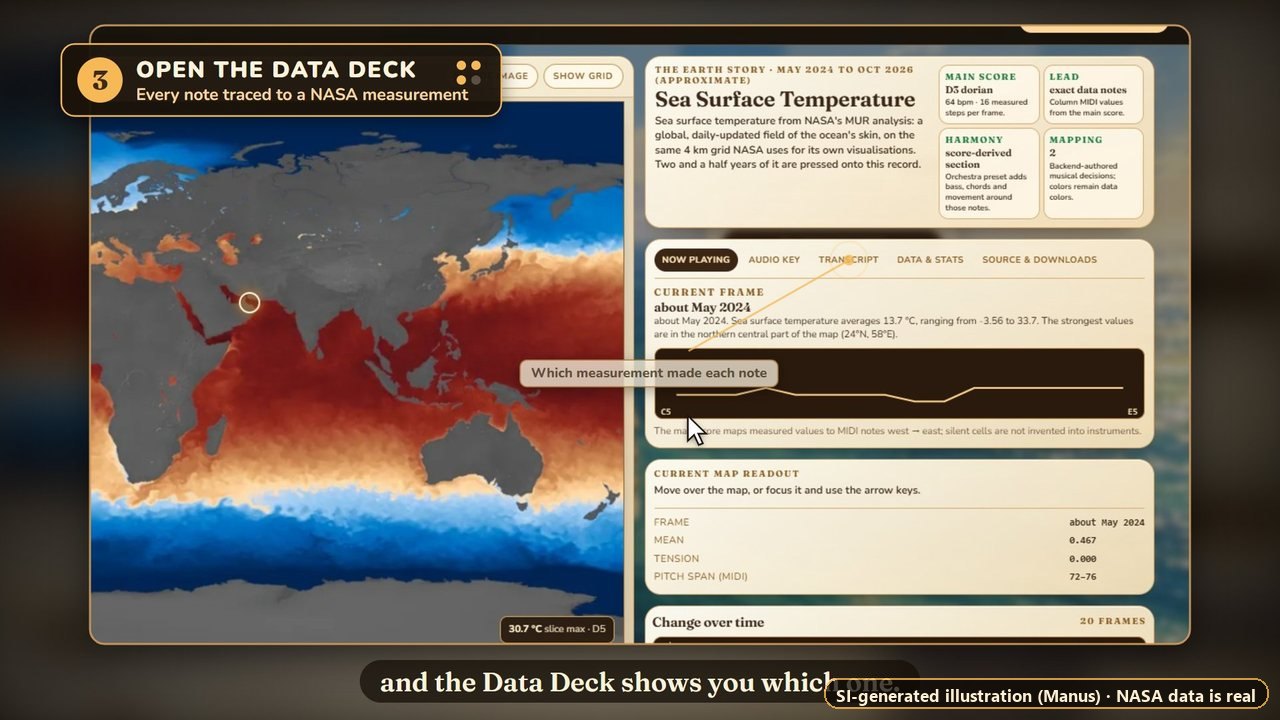 3
OPEN THE DATA DECK
Every note traced to a NASA measurement
MAGE
SHOW GRID
THE EARTH STORY · MAY 2024 TO OCT 2026
(APPROXIMATE)
Sea Surface Temperature
Sea surface temperature from NASA's MUR analysis: a
global, daily-updated field of the ocean's skin, on the
same 4 km grid NASA uses for its own visualisations.
Two and a half years of it are pressed onto this record.
MAIN SCORE
D3 dorian
64 bpm · 16 measured
steps per frame.
LEAD
exact data notes
Column MIDI values
from the main score.
HARMONY
score-derived
section
Orchestra preset adds
bass, chords and
movement around
those notes.
MAPPING
2
Backend-authored
musical decisions;
colors remain data
colors.
NOW PLAYING
AUDIO KEY
TRANSCRIPT
DATA & STATS
SOURCE & DOWNLOADS
CURRENT FRAME
about May 2024
about May 2024. Sea surface temperature averages 13.7 °C, ranging from -3.56 to 33.7. The strongest values
are in the northern central part of the map (24°N, 58°E).
Which measurement made each note
C5
E5
The main score maps measured values to MIDI notes west → east; silent cells are not invented into instruments.
CURRENT MAP READOUT
Move over the map, or focus it and use the arrow keys.
FRAME about May 2024
MEAN 0.467
TENSION 0.000
PITCH SPAN (MIDI) 72–76
30.7 °C slice max · D5
Change over time
20 FRAMES
and the Data Deck shows you which one.
SI-generated illustration (Manus) · NASA data is real